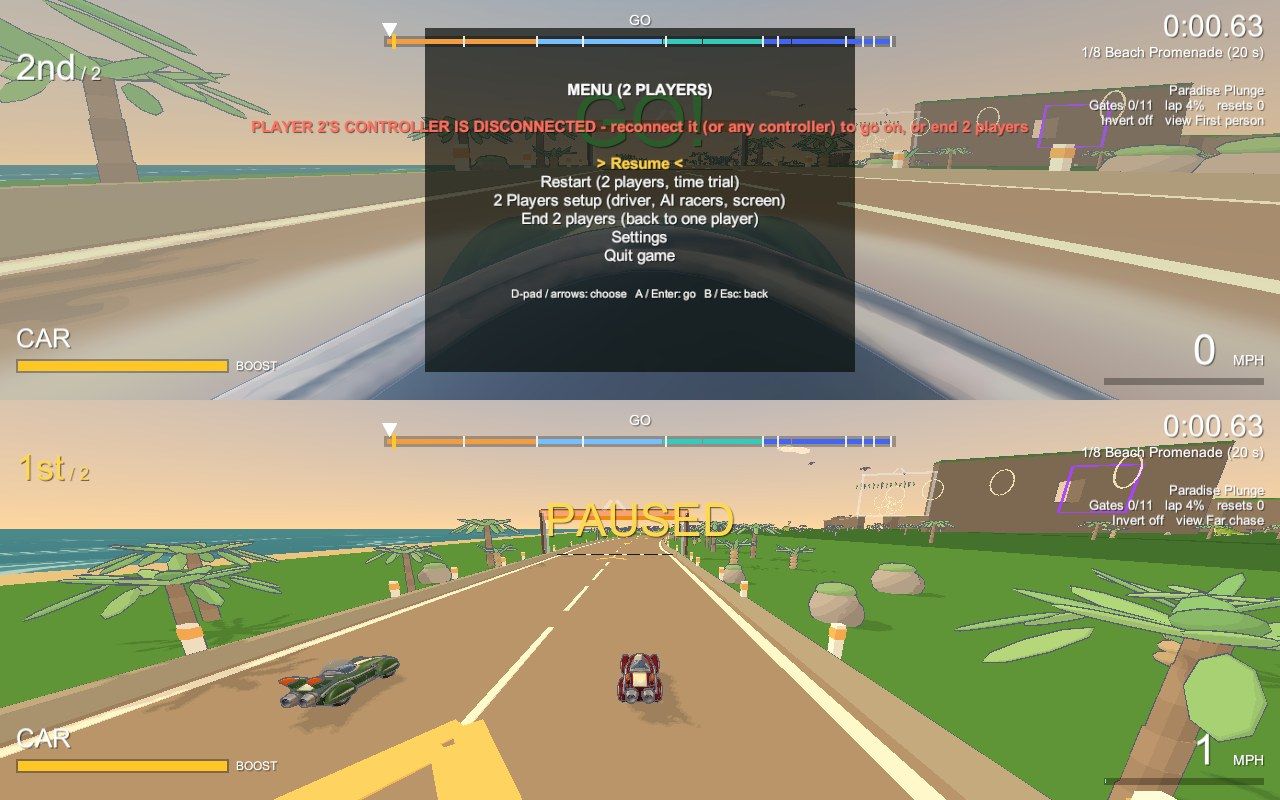 GO
0:00.63
1/8 Beach Promenade (20 s)
2nd / 2
MENU (2 PLAYERS)
Paradise Plunge
Gates 0/11 lap 4% resets 0
Invert off view First person
GO!
PLAYER 2'S CONTROLLER IS DISCONNECTED - reconnect it (or any controller) to go on, or end 2 players
> Resume <
Restart (2 players, time trial)
2 Players setup (driver, AI racers, screen)
End 2 players (back to one player)
Settings
Quit game
D-pad / arrows: choose A / Enter: go B / Esc: back
CAR
BOOST
0 MPH
GO
0:00.63
1/8 Beach Promenade (20 s)
1st / 2
Paradise Plunge
Gates 0/11 lap 4% resets 0
Invert off view Far chase
PAUSED
CAR
BOOST
1 MPH